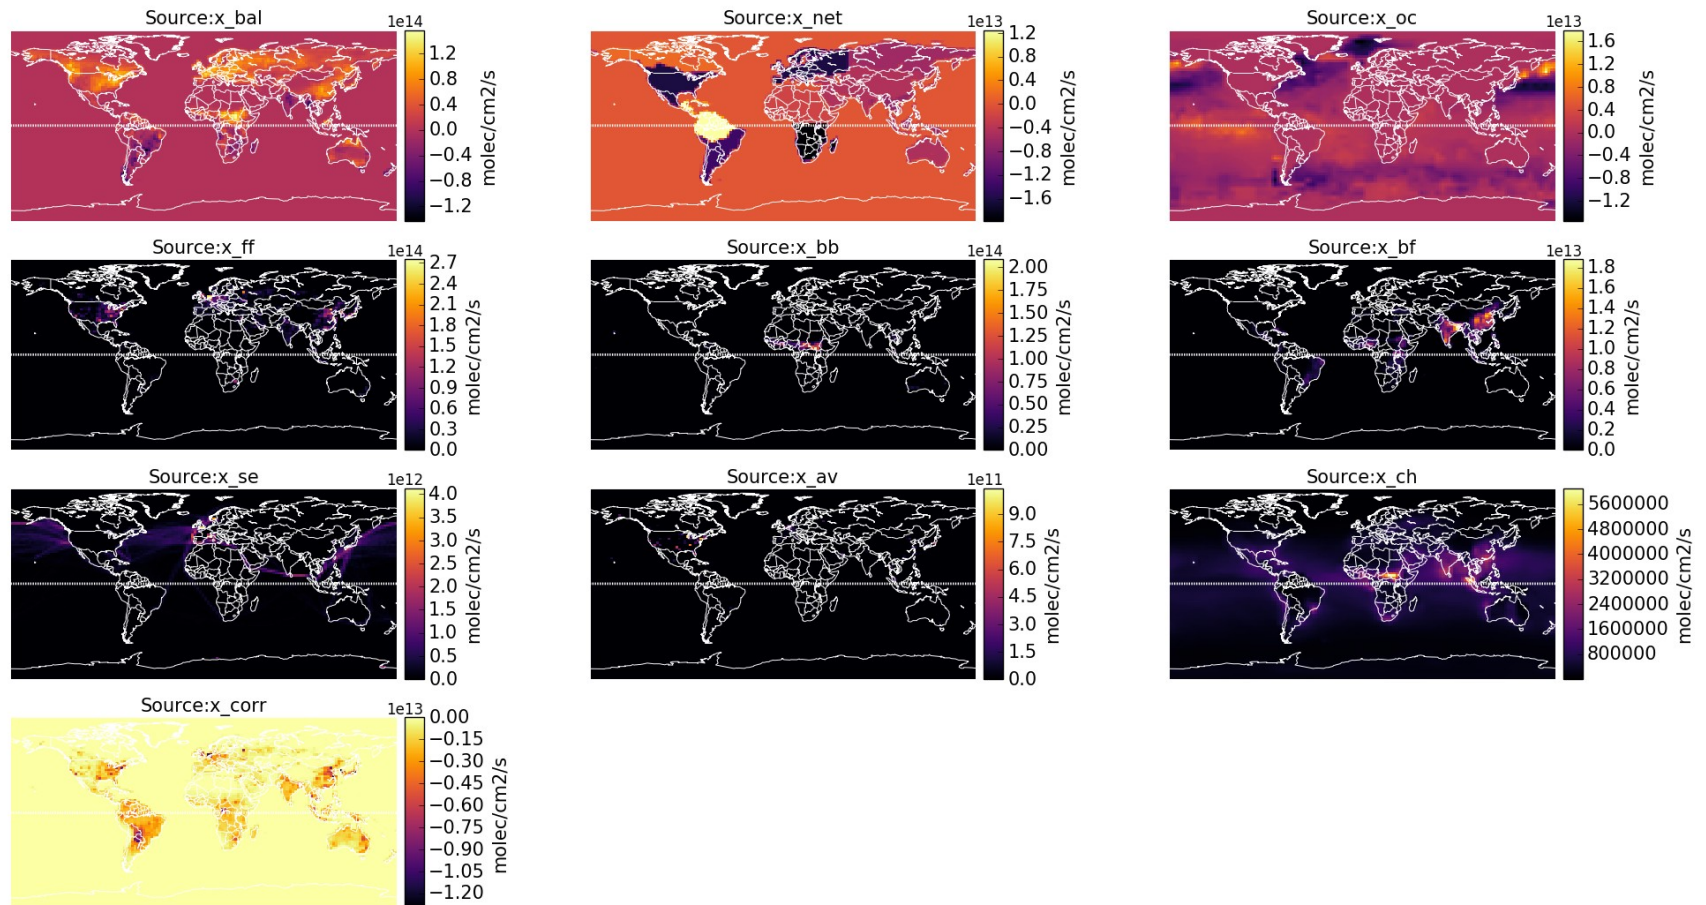 Source:x_bal
1e14
1.2
0.8
0.4
0.0
−0.4
−0.8
−1.2
molec/cm2/s
Source:x_net
1e13
1.2
0.8
0.4
0.0
−0.4
−0.8
−1.2
−1.6
molec/cm2/s
Source:x_oc
1e13
1.6
1.2
0.8
0.4
0.0
−0.4
−0.8
−1.2
molec/cm2/s
Source:x_ff
1e14
2.7
2.4
2.1
1.8
1.5
1.2
0.9
0.6
0.3
0.0
molec/cm2/s
Source:x_bb
1e14
2.00
1.75
1.50
1.25
1.00
0.75
0.50
0.25
0.00
molec/cm2/s
Source:x_bf
1e13
1.8
1.6
1.4
1.2
1.0
0.8
0.6
0.4
0.2
0.0
molec/cm2/s
Source:x_se
1e12
4.0
3.5
3.0
2.5
2.0
1.5
1.0
0.5
0.0
molec/cm2/s
Source:x_av
1e11
9.0
7.5
6.0
4.5
3.0
1.5
0.0
molec/cm2/s
Source:x_ch
5600000
4800000
4000000
3200000
2400000
1600000
800000
molec/cm2/s
Source:x_corr
1e13
0.00
−0.15
−0.30
−0.45
−0.60
−0.75
−0.90
−1.05
−1.20
molec/cm2/s